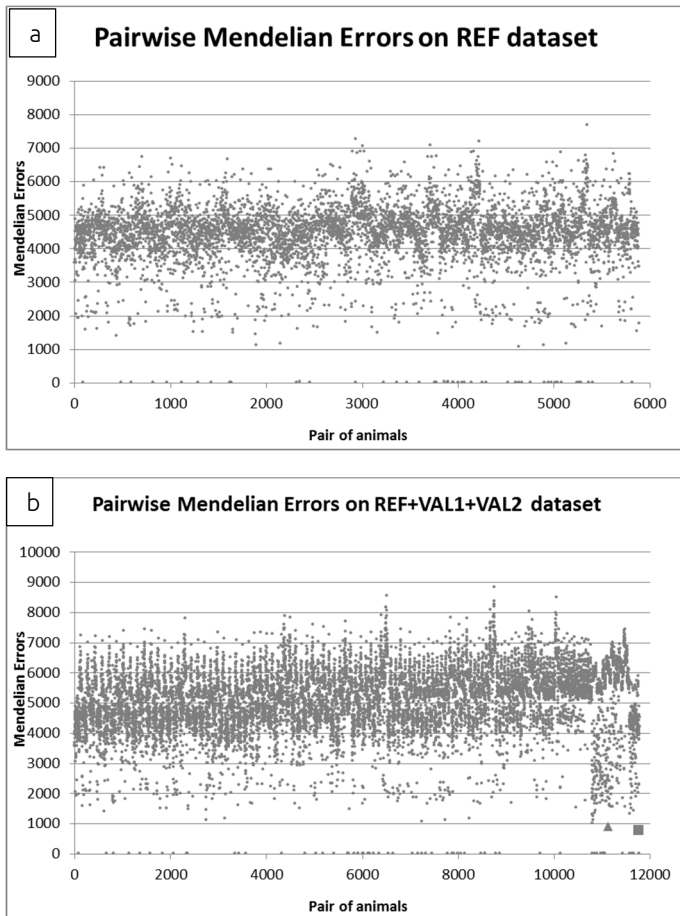 a
Pairwise Mendelian Errors on REF dataset
9000
8000
7000
6000
5000
4000
3000
2000
1000
0
Mendelian Errors
0 1000 2000 3000 4000 5000 6000
Pair of animals
b
Pairwise Mendelian Errors on REF+VAL1+VAL2 dataset
10000
9000
8000
7000
6000
5000
4000
3000
2000
1000
0
Mendelian Errors
0 2000 4000 6000 8000 10000 12000
Pair of animals